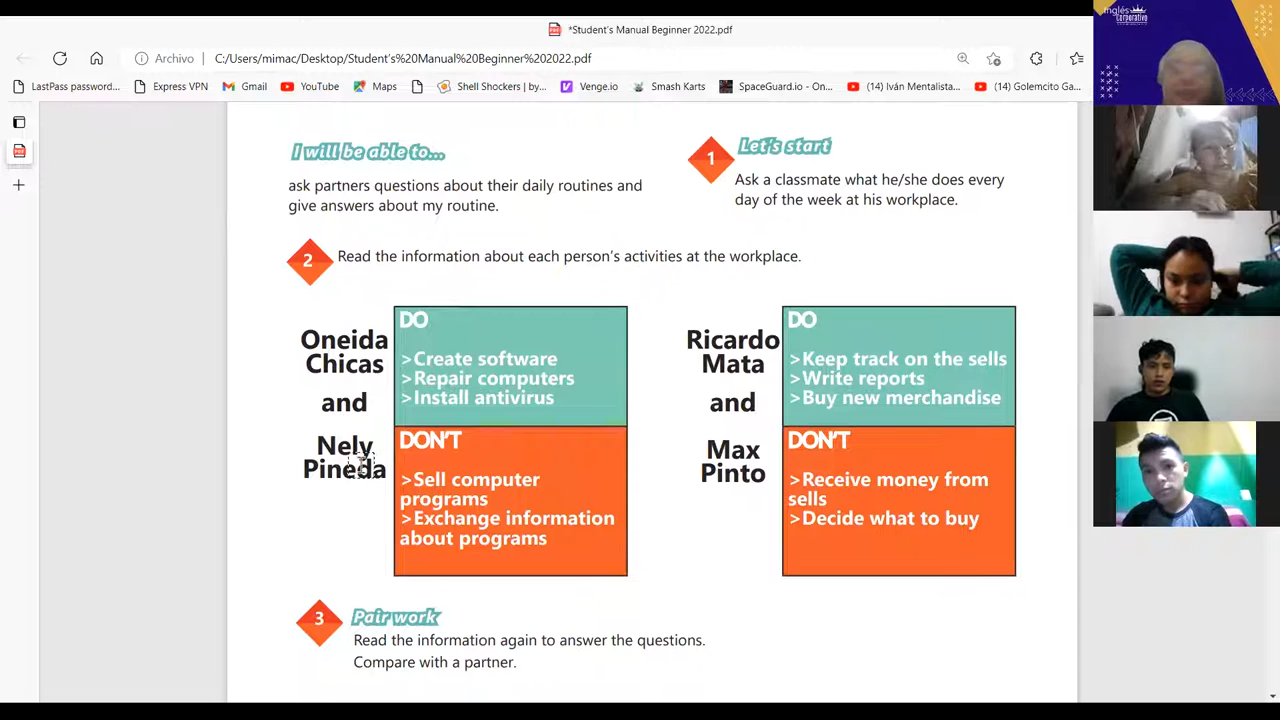 *Student's Manual Beginner 2022.pdf
Archivo
C:/Users/mimac/Desktop/Student's%20Manual%20Beginner%202022.pdf
LastPass password...
Express VPN
Gmail
YouTube
Maps
Shell Shockers | by...
Venge.io
Smash Karts
SpaceGuard.io - On...
(14) Iván Mentalista...
(14) Golemcito Ga...
inglés
corporativo
I will be able to...
ask partners questions about their daily routines and
give answers about my routine.
1
Let's start
Ask a classmate what he/she does every
day of the week at his workplace.
2
Read the information about each person's activities at the workplace.
Oneida
Chicas
and
Nely
Pineda
DO
>Create software
>Repair computers
>Install antivirus
DON'T
>Sell computer
programs
>Exchange information
about programs
Ricardo
Mata
and
Max
Pinto
DO
>Keep track on the sells
>Write reports
>Buy new merchandise
DON'T
>Receive money from
sells
>Decide what to buy
3
Pair work
Read the information again to answer the questions.
Compare with a partner.